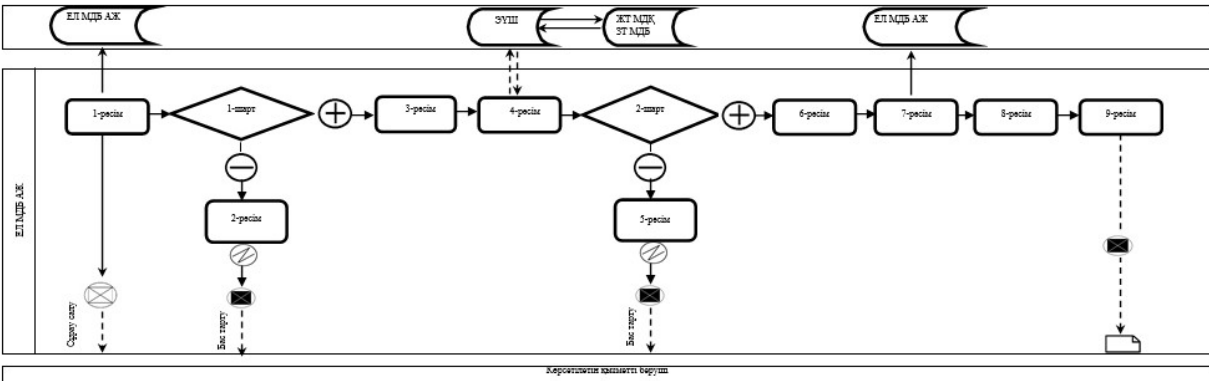 ЕЛ МДБ АЖ
ЭҮШ
ЖТ МДҚ
ЗТ МДБ
ЕЛ МДБ АЖ
ЕЛ МДБ АЖ
1-рәсім
1-шарт
3-рәсім
4-рәсім
2-шарт
6-рәсім
7-рәсім
8-рәсім
9-рәсім
2-рәсім
5-рәсім
Сұрау салу
Бас тарту
Бас тарту
Көрсетілетін қызметті беруші